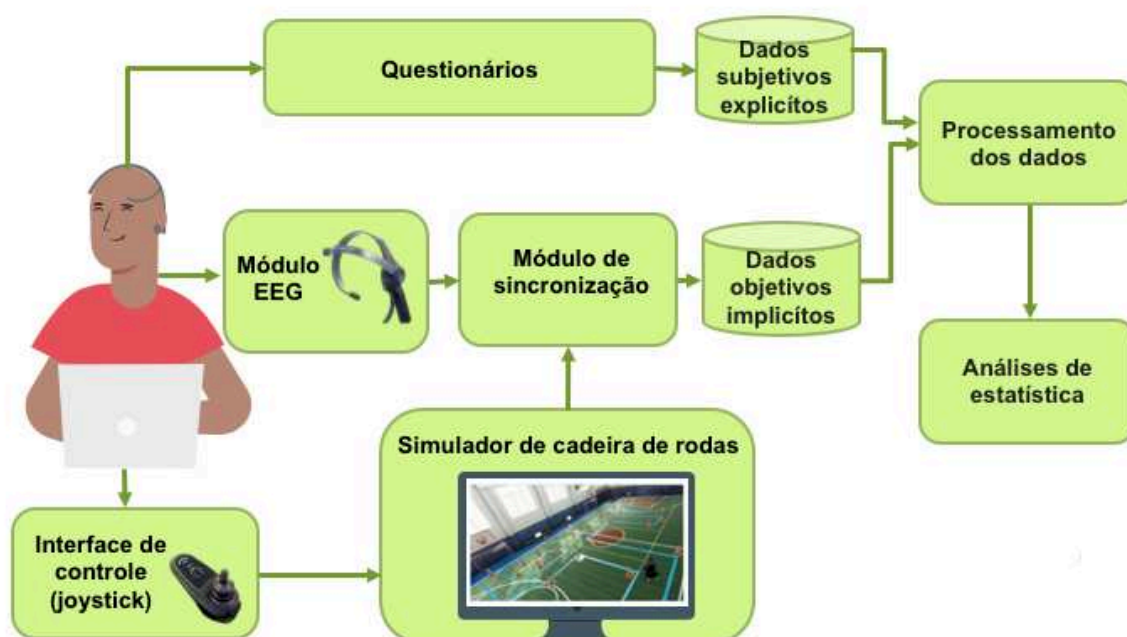 Questionários
Dados
subjetivos
explicítos
Processamento
dos dados
Módulo
EEG
Módulo de
sincronização
Dados
objetivos
implicítos
Análises de
estatística
Simulador de cadeira de rodas
Interface de
controle
(joystick)